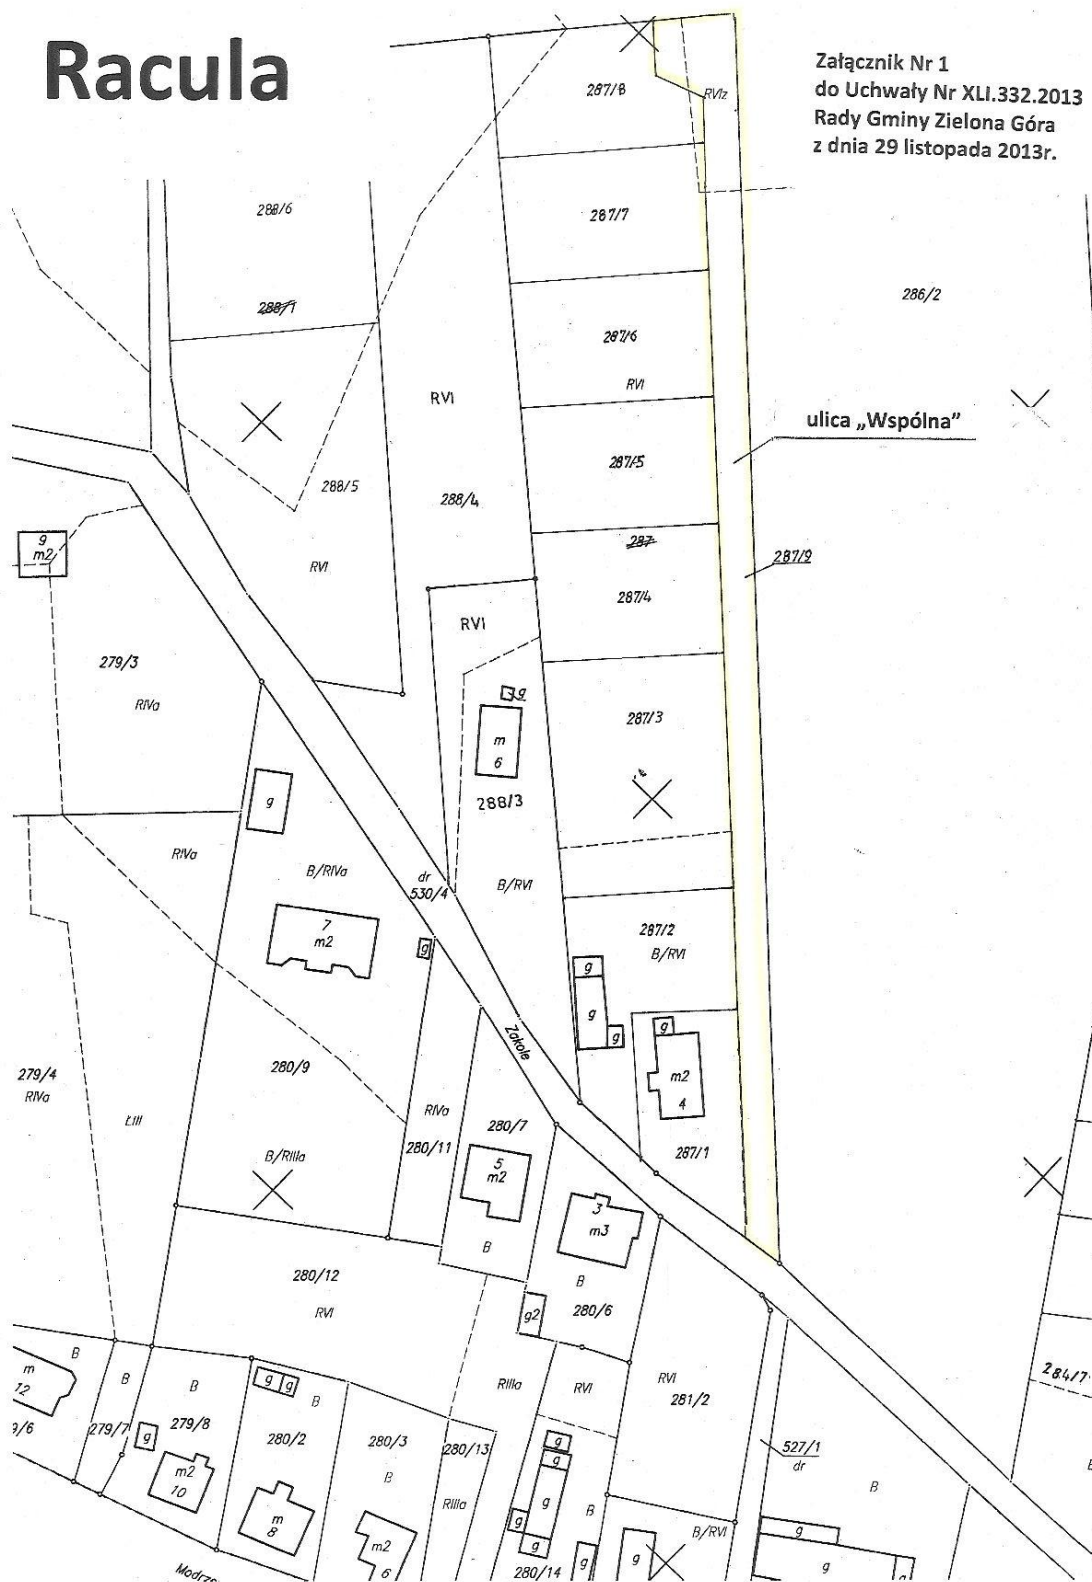 Racula
Załącznik Nr 1
do Uchwały Nr XLI.332.2013
Rady Gminy Zielona Góra
z dnia 29 listopada 2013r.
287/8
RVIz
288/6
287/7
288/1
286/2
287/6
RVI
RVI
ulica „Wspólna”
287/5
288/5
288/4
287
9
m2
RVI
287/9
287/4
RVI
279/3
RIVa
g
287/3
m
6
288/3
g
RIVa
B/RIVa
dr
530/4
B/RVI
7
m2
g
287/2
B/RVI
g
g
g
Zakole
g
m2
4
279/4
RIVa
280/9
ŁIII
RIVa
280/7
280/11
287/1
B/RIIIa
5
m2
3
m3
B
280/12
RVI
B
280/6
g2
m
12
B
B
B
g
g
B
RIIIa
RVI
RVI
281/2
284/7
9/6
279/7
279/8
g
280/2
280/3
B
280/13
527/1
dr
m2
10
m
8
RIIIa
g
g
g
g
g
B
B
B/RVI
m2
6
280/14
g
g
g
g
g